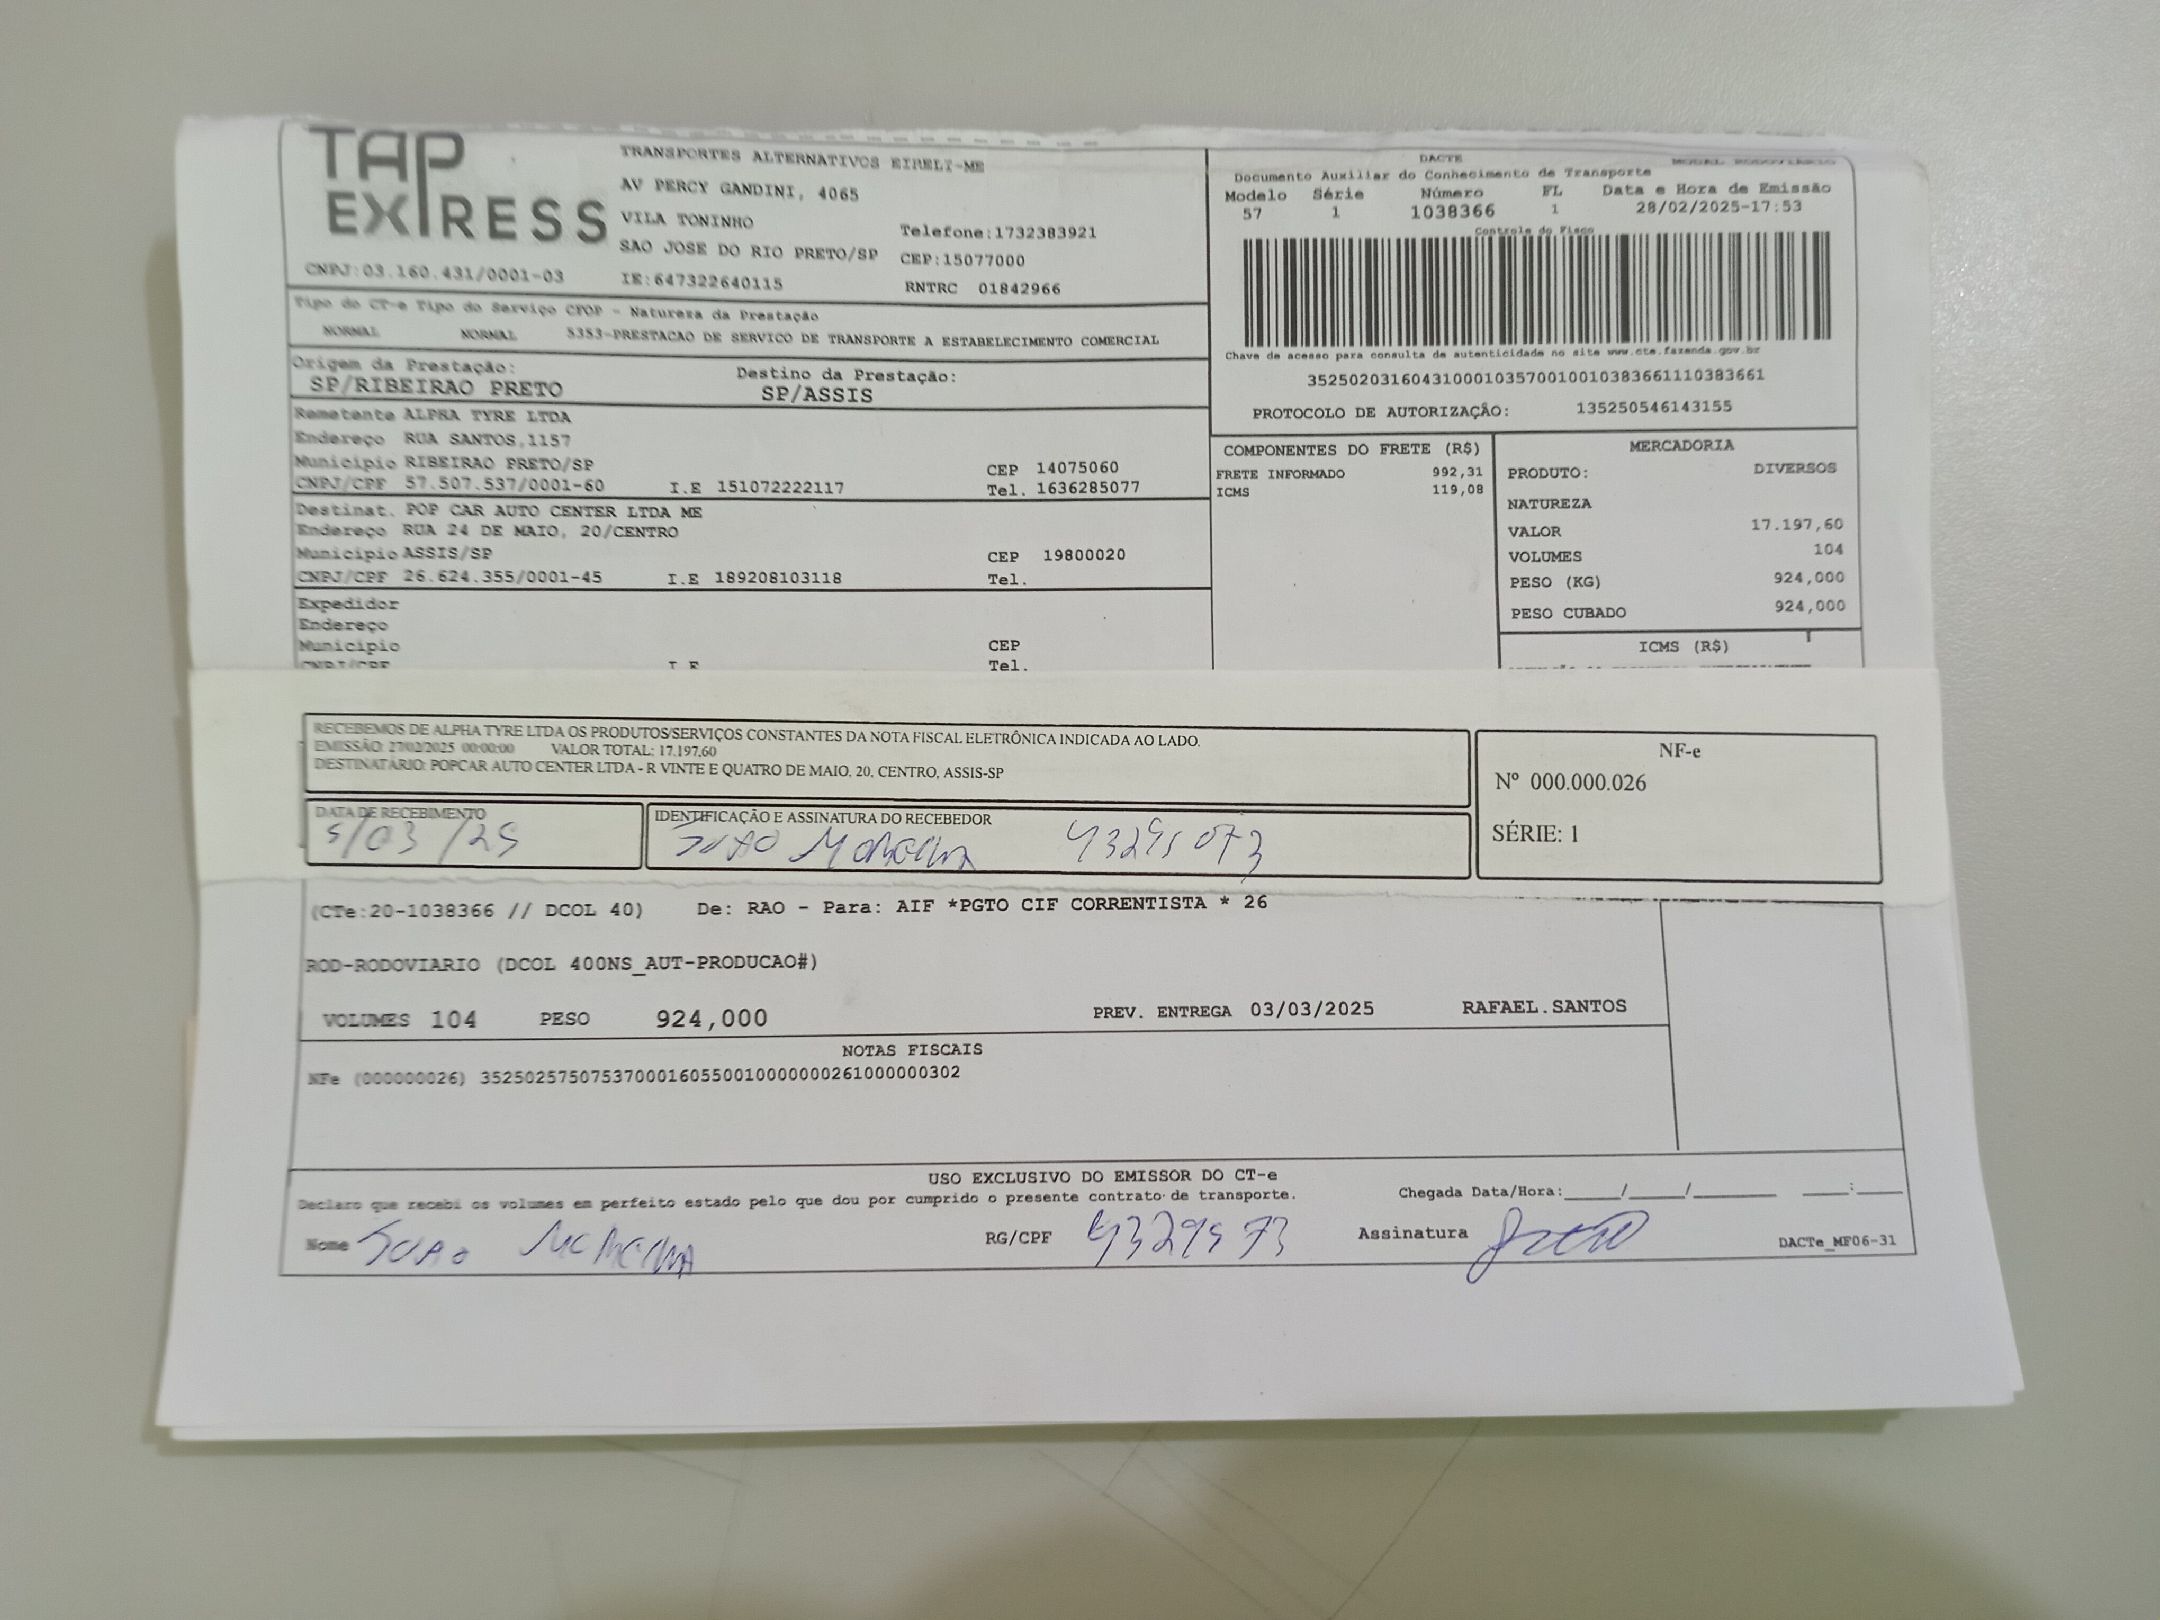 TAP EXPRESS
TRANSPORTES ALTERNATIVOS EIRELI-ME
AV PERCY GANDINI, 4065
VILA TONINHO
Telefone:1732383921
SAO JOSE DO RIO PRETO/SP CEP:15077000
CNPJ:03.160.431/0001-03 IE:647322640115 RNTRC 01842966
DACTE MODAL RODOVIÁRIO
Documento Auxiliar do Conhecimento de Transporte
Modelo Série Número FL Data e Hora de Emissão
57 1 1038366 1 28/02/2025-17:53
Controle do Fisco
Chave de acesso para consulta de autenticidade no site www.cte.fazenda.gov.br
35250203160431000103570010010383661110383661
PROTOCOLO DE AUTORIZAÇÃO: 135250546143155
Tipo do CT-e Tipo do Serviço CFOP - Natureza da Prestação
NORMAL NORMAL 5353-PRESTACAO DE SERVICO DE TRANSPORTE A ESTABELECIMENTO COMERCIAL
Origem da Prestação: Destino da Prestação:
SP/RIBEIRAO PRETO SP/ASSIS
Remetente ALPHA TYRE LTDA
Endereço RUA SANTOS,1157
Municipio RIBEIRAO PRETO/SP CEP 14075060
CNPJ/CPF 57.507.537/0001-60 I.E 151072222117 Tel. 1636285077
Destinat. POP CAR AUTO CENTER LTDA ME
Endereço RUA 24 DE MAIO, 20/CENTRO
Municipio ASSIS/SP CEP 19800020
CNPJ/CPF 26.624.355/0001-45 I.E 189208103118 Tel.
Expedidor
Endereço
Municipio CEP
CNPJ/CPF I.E Tel.
COMPONENTES DO FRETE (R$)
FRETE INFORMADO 992,31
ICMS 119,08
MERCADORIA
PRODUTO: DIVERSOS
NATUREZA
VALOR 17.197,60
VOLUMES 104
PESO (KG) 924,000
PESO CUBADO 924,000
ICMS (R$)
RECEBEMOS DE ALPHA TYRE LTDA OS PRODUTOS/SERVIÇOS CONSTANTES DA NOTA FISCAL ELETRÔNICA INDICADA AO LADO.
EMISSÃO: 27/02/2025 00:00:00 VALOR TOTAL: 17.197,60
DESTINATÁRIO: POPCAR AUTO CENTER LTDA - R VINTE E QUATRO DE MAIO, 20, CENTRO, ASSIS-SP
DATA DE RECEBIMENTO IDENTIFICAÇÃO E ASSINATURA DO RECEBEDOR
5/03/25 JOAO 43295073
NF-e
Nº 000.000.026
SÉRIE: 1
(CTe:20-1038366 // DCOL 40) De: RAO - Para: AIF *PGTO CIF CORRENTISTA * 26
ROD-RODOVIARIO (DCOL 400NS_AUT-PRODUCAO#)
VOLUMES 104 PESO 924,000 PREV. ENTREGA 03/03/2025 RAFAEL.SANTOS
NOTAS FISCAIS
NFe (000000026) 35250257507537000160550010000000261000000302
USO EXCLUSIVO DO EMISSOR DO CT-e
Declaro que recebi os volumes em perfeito estado pelo que dou por cumprido o presente contrato de transporte. Chegada Data/Hora:_____/_____/_______ ____:____
Nome JOAO RG/CPF Assinatura DACTe_MF06-31